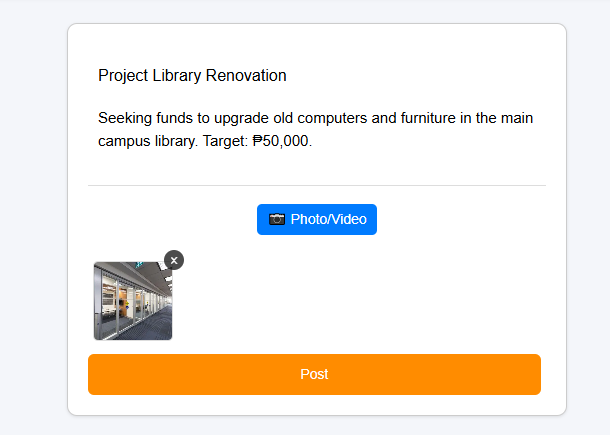 Project Library Renovation
Seeking funds to upgrade old computers and furniture in the main
campus library. Target: ₱50,000.
Photo/Video
x
Post